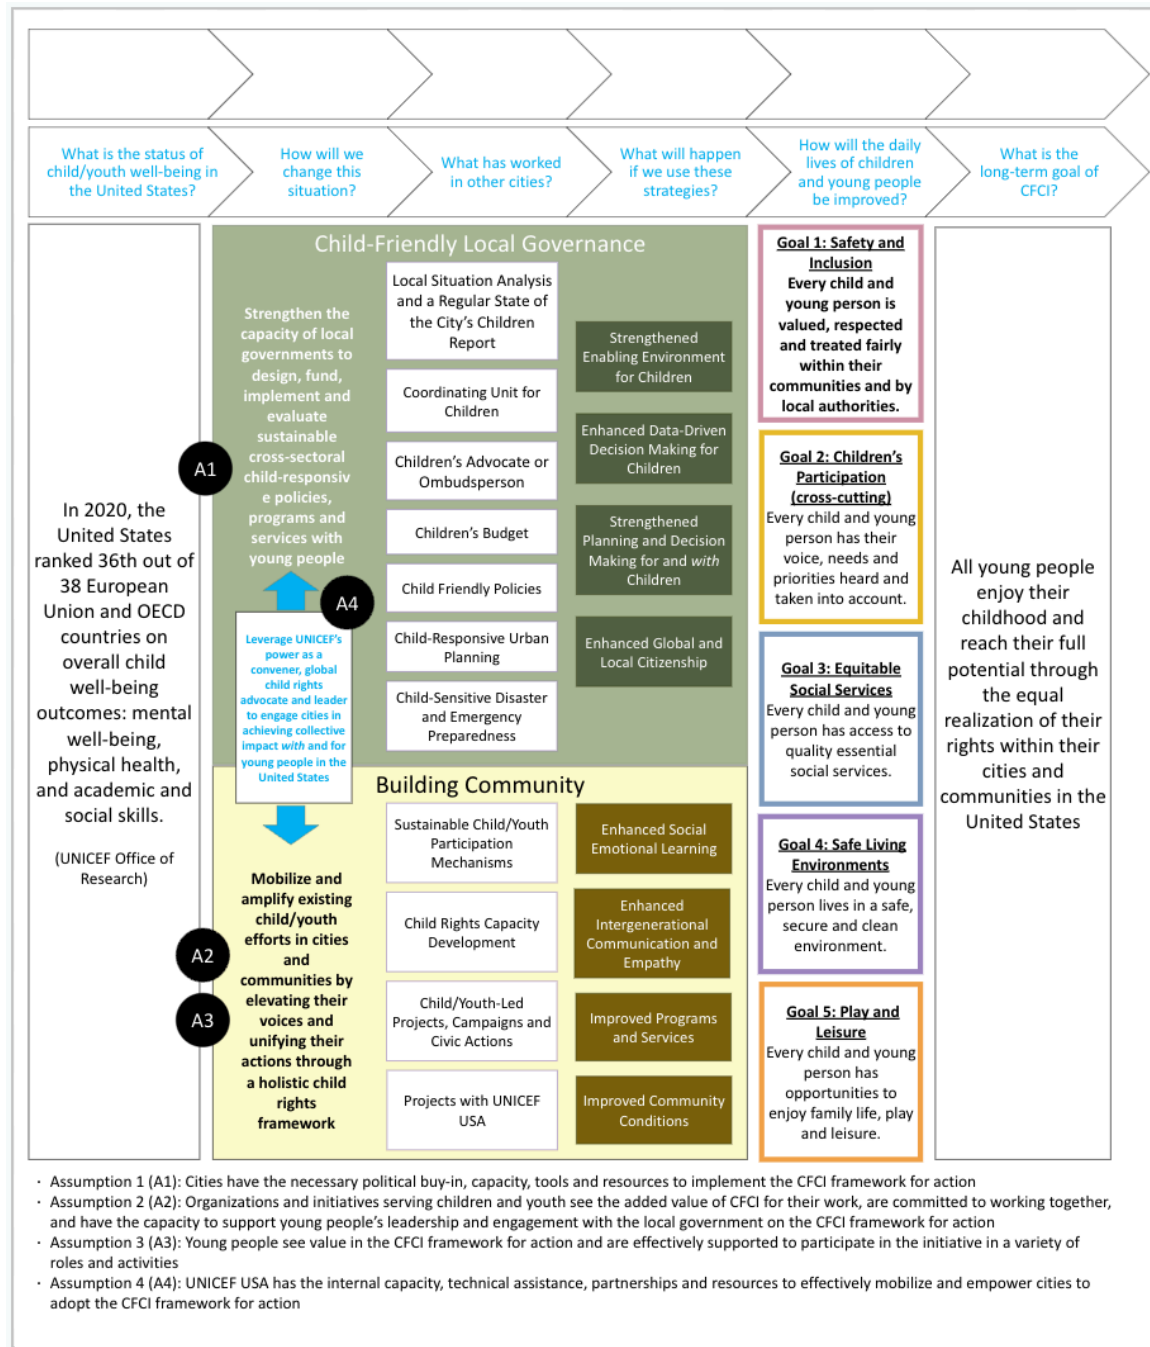 What is the status of
child/youth well-being in
the United States?
How will we
change this
situation?
What has worked
in other cities?
What will happen
if we use these
strategies?
How will the daily
lives of children
and young people
be improved?
What is the
long-term goal of
CFCI?
In 2020, the
United States
ranked 36th out of
38 European
Union and OECD
countries on
overall child
well-being
outcomes: mental
well-being,
physical health,
and academic and
social skills.
(UNICEF Office of
Research)
Child-Friendly Local Governance
A1
Strengthen the
capacity of local
governments to
design, fund,
implement and
evaluate
sustainable
cross-sectoral
child-responsiv
e policies,
programs and
services with
young people
A4
Leverage UNICEF's
power as a
convener, global
child rights
advocate and leader
to engage cities in
achieving collective
impact with and for
young people in the
United States
Local Situation Analysis
and a Regular State of
the City's Children
Report
Coordinating Unit for
Children
Children's Advocate or
Ombudsperson
Children's Budget
Child Friendly Policies
Child-Responsive Urban
Planning
Child-Sensitive Disaster
and Emergency
Preparedness
Strengthened
Enabling Environment
for Children
Enhanced Data-Driven
Decision Making for
Children
Strengthened
Planning and Decision
Making for and with
Children
Enhanced Global and
Local Citizenship
Building Community
A2
A3
Mobilize and
amplify existing
child/youth
efforts in cities
and
communities by
elevating their
voices and
unifying their
actions through
a holistic child
rights
framework
Sustainable Child/Youth
Participation
Mechanisms
Child Rights Capacity
Development
Child/Youth-Led
Projects, Campaigns and
Civic Actions
Projects with UNICEF
USA
Enhanced Social
Emotional Learning
Enhanced
Intergenerational
Communication and
Empathy
Improved Programs
and Services
Improved Community
Conditions
Goal 1: Safety and
Inclusion
Every child and
young person is
valued, respected
and treated fairly
within their
communities and by
local authorities.
Goal 2: Children's
Participation
(cross-cutting)
Every child and young
person has their
voice, needs and
priorities heard and
taken into account.
Goal 3: Equitable
Social Services
Every child and young
person has access to
quality essential
social services.
Goal 4: Safe Living
Environments
Every child and young
person lives in a safe,
secure and clean
environment.
Goal 5: Play and
Leisure
Every child and young
person has
opportunities to
enjoy family life, play
and leisure.
All young people
enjoy their
childhood and
reach their full
potential through
the equal
realization of their
rights within their
cities and
communities in the
United States
· Assumption 1 (A1): Cities have the necessary political buy-in, capacity, tools and resources to implement the CFCI framework for action
· Assumption 2 (A2): Organizations and initiatives serving children and youth see the added value of CFCI for their work, are committed to working together,
and have the capacity to support young people's leadership and engagement with the local government on the CFCI framework for action
· Assumption 3 (A3): Young people see value in the CFCI framework for action and are effectively supported to participate in the initiative in a variety of
roles and activities
· Assumption 4 (A4): UNICEF USA has the internal capacity, technical assistance, partnerships and resources to effectively mobilize and empower cities to
adopt the CFCI framework for action